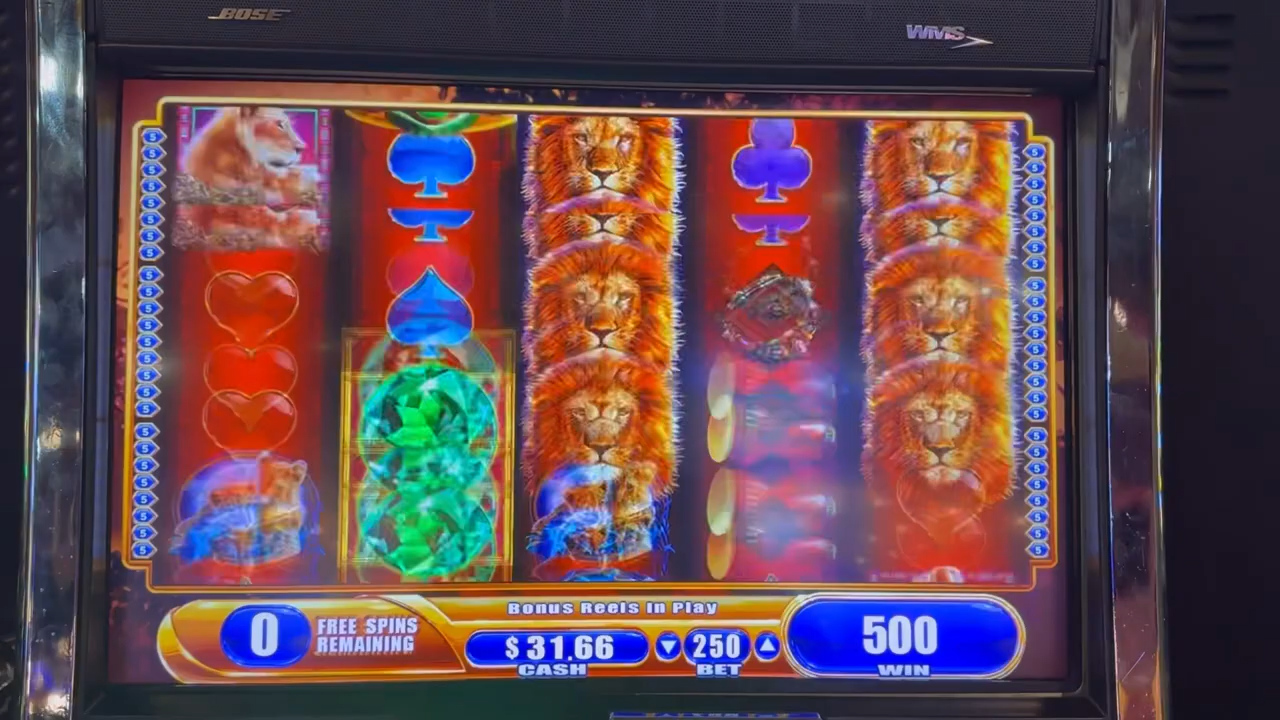 BOSE
WMS
Bonus Reels in Play
0
FREE SPINS
REMAINING
$31.66
CASH
250
BET
500
WIN